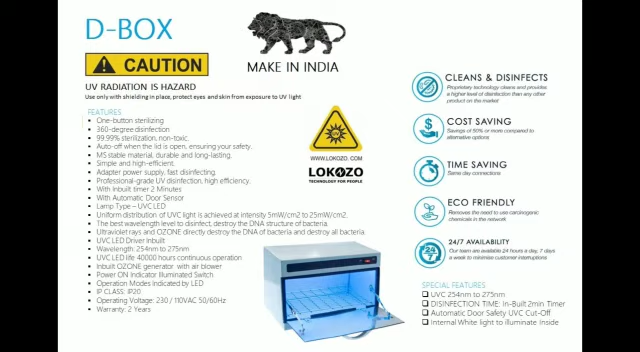 D-BOX
MAKE IN INDIA
CAUTION
UV RADIATION IS HAZARD
Use only with shielding in place, protect eyes and skin from exposure to UV light
FEATURES
One-button sterilizing
360-degree disinfection
99.99% sterilization, non-toxic.
Auto-off when the lid is open, ensuring your safety.
MS stable material, durable and long-lasting.
Simple and high-efficient.
Adapter power supply, fast disinfecting.
Professional-grade UV disinfection, high efficiency.
With Inbuilt timer 2 Minutes
With Automatic Door Sensor
Lamp Type – UVC LED
Uniform distribution of UVC light is achieved at intensity 5mW/cm2 to 25mW/cm2.
The best wavelength level to disinfect, destroy the DNA structure of bacteria.
Ultraviolet rays and OZONE directly destroy the DNA of bacteria and destroy all bacteria.
UVC LED Driver Inbuilt
Wavelength: 254nm to 275nm
UVC LED life 40000 hours continuous operation.
Inbuilt OZONE generator with air blower
Power ON Indicator Illuminated Switch
Operation Modes Indicated by LED
IP CLASS: IP20
Operating Voltage: 230 / 110VAC 50/60Hz
Warranty: 2 Years
WWW.LOKOZO.COM
LOKOZO
TECHNOLOGY FOR PEOPLE
CLEANS & DISINFECTS
Proprietary technology cleans and provides
a higher level of disinfection than any other
product on the market
COST SAVING
Savings of 50% or more compared to
alternative options
TIME SAVING
Same day connections
ECO FRIENDLY
Removes the need to use carcinogenic
chemicals in the network
24/7
24/7 AVAILABILITY
Our team are available 24 hours a day, 7 days
a week to minimise customer interruptions
SPECIAL FEATURES
UVC 254nm to 275nm
DISINFECTION TIME: In-Built 2min Timer
Automatic Door Safety UVC Cut-Off
Internal White light to illuminate Inside